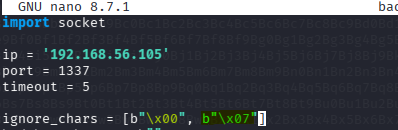 GNU nano 8.7.1 bad
import socket
ip = '192.168.56.105'
port = 1337
timeout = 5
ignore_chars = [b"\x00", b"\x07"]